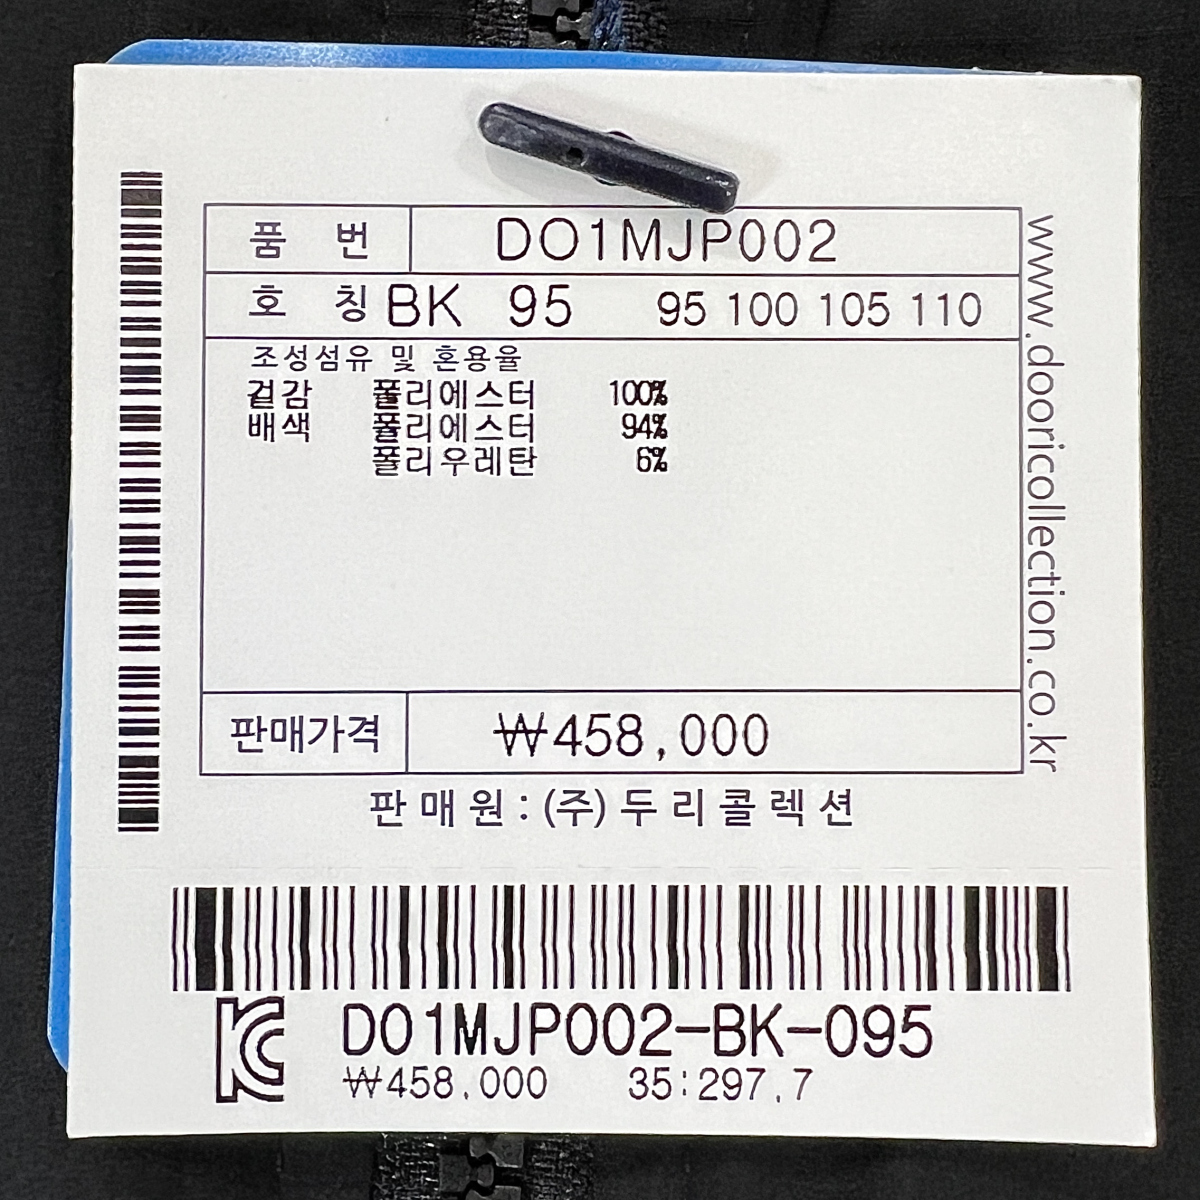 품 번 DO1MJP002
호 칭 BK 95 95 100 105 110
조성섬유 및 혼용율
겉감 폴리에스터 100%
배색 폴리에스터 94%
폴리우레탄 6%
판매가격 ₩458,000
판매원:(주)두리콜렉션
www.dooricollection.co.kr
KC DO1MJP002-BK-095
₩458,000 35:297.7